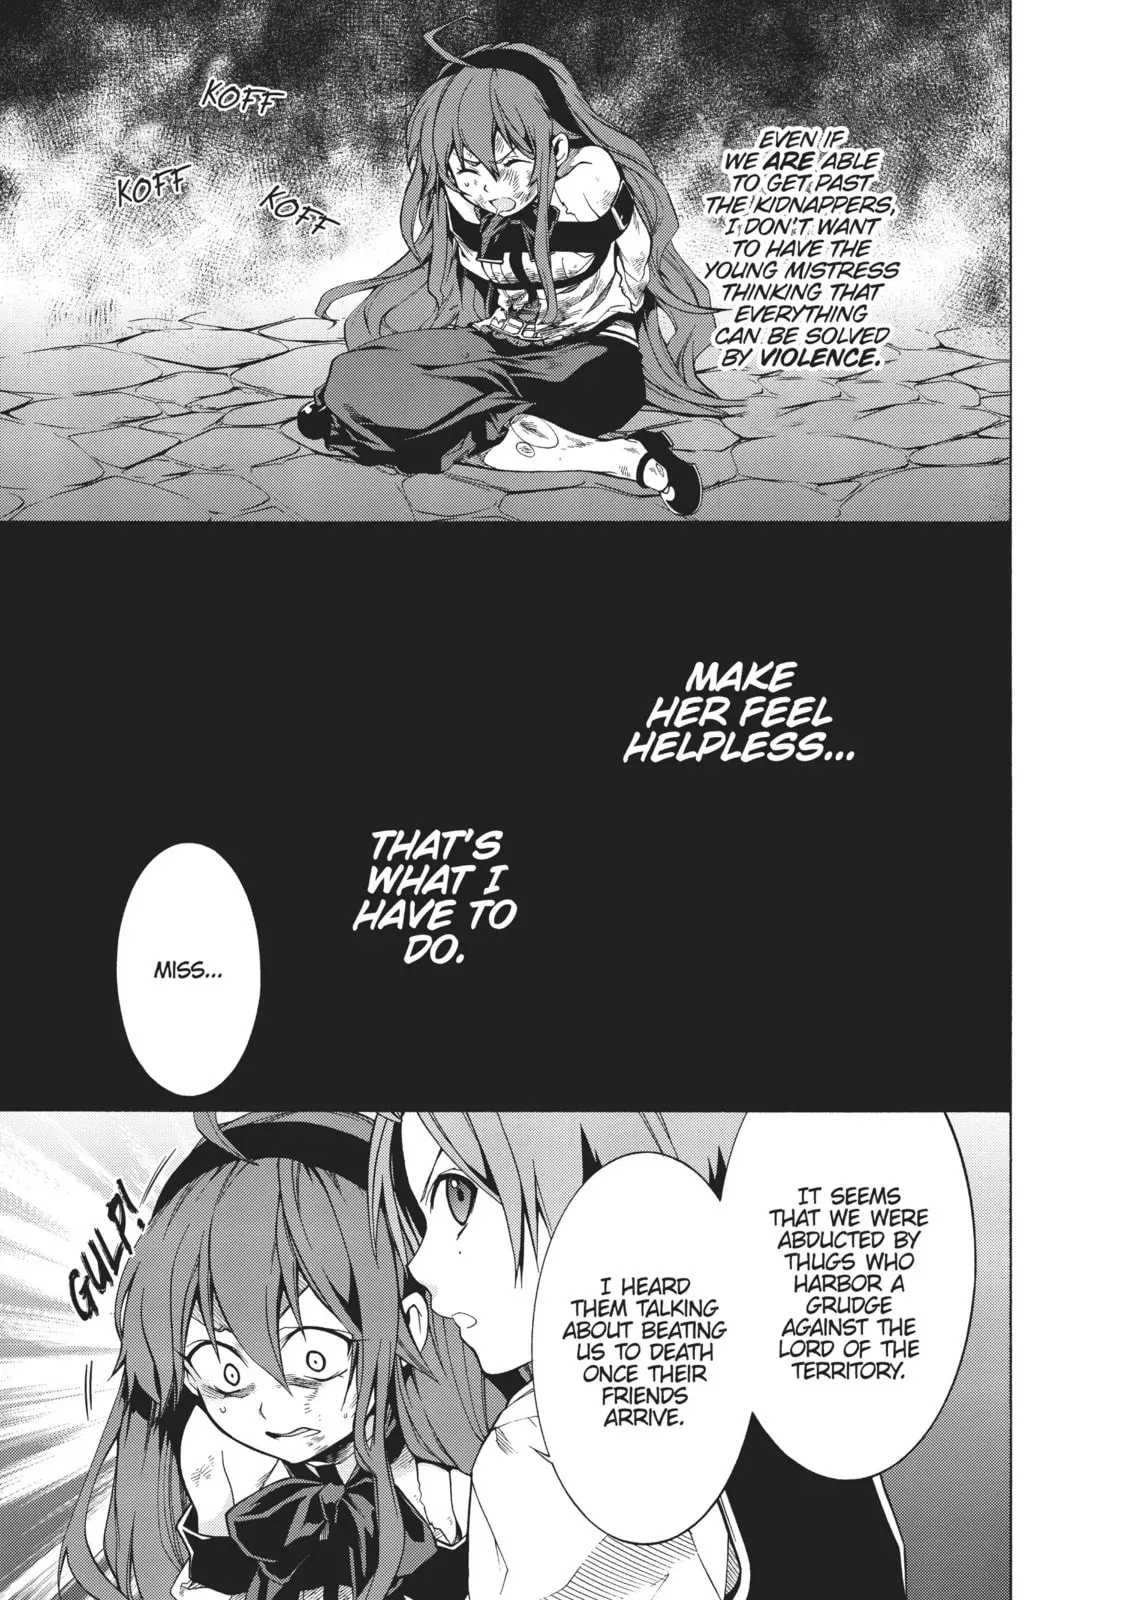 EVEN IF
WE ARE ABLE
TO GET PAST
THE KIDNAPPERS,
I DON'T WANT
TO HAVE THE
YOUNG MISTRESS
THINKING THAT
EVERYTHING
CAN BE SOLVED
BY VIOLENCE.
KOFF
KOFF
KOFF
MAKE
HER FEEL
HELPLESS...
THAT'S
WHAT I
HAVE TO
DO.
MISS...
IT SEEMS
THAT WE WERE
ABDUCTED BY
THUGS WHO
HARBOR A
GRUDGE
AGAINST THE
LORD OF THE
TERRITORY.
I HEARD
THEM TALKING
ABOUT BEATING
US TO DEATH
ONCE THEIR
FRIENDS
ARRIVE.
GULP!